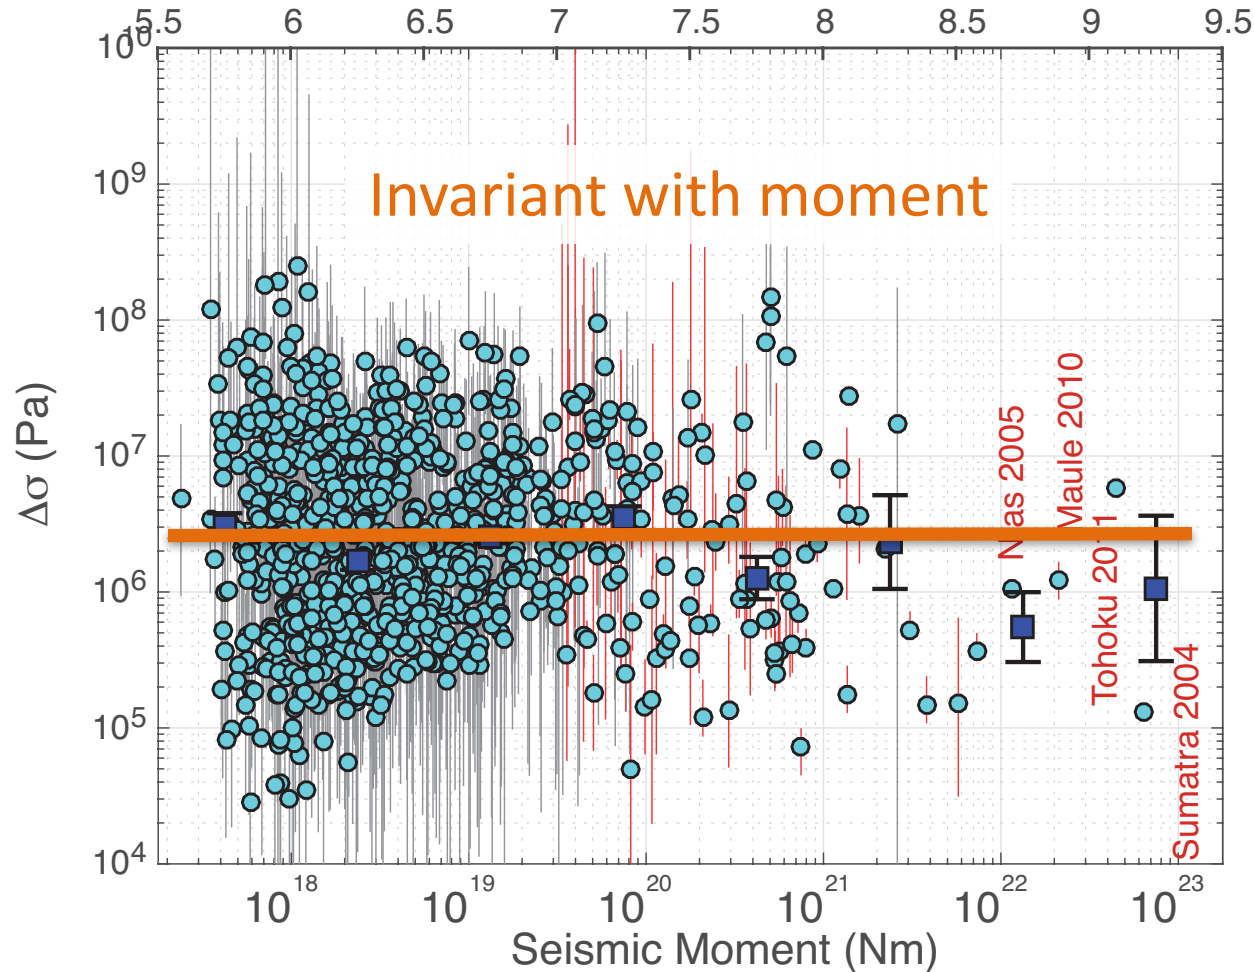 5.5 6 6.5 7 7.5 8 8.5 9 9.5
10^10
Invariant with moment
10^9
10^8
10^7
10^6
10^5
10^4
Δσ (Pa)
Nias 2005
Maule 2010
Tohoku 2011
Sumatra 2004
10^18 10^19 10^20 10^21 10^22 10^23
Seismic Moment (Nm)